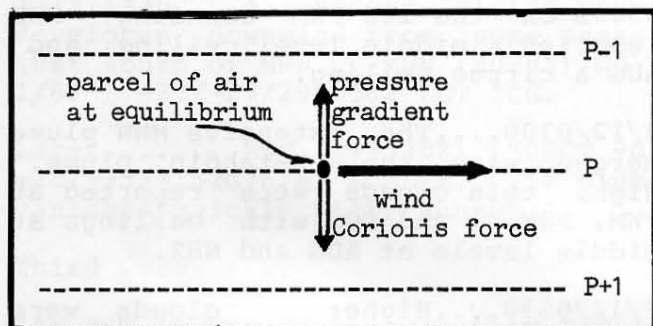 P-1
parcel of air
at equilibrium
pressure
gradient
force
P
wind
Coriolis force
P+1